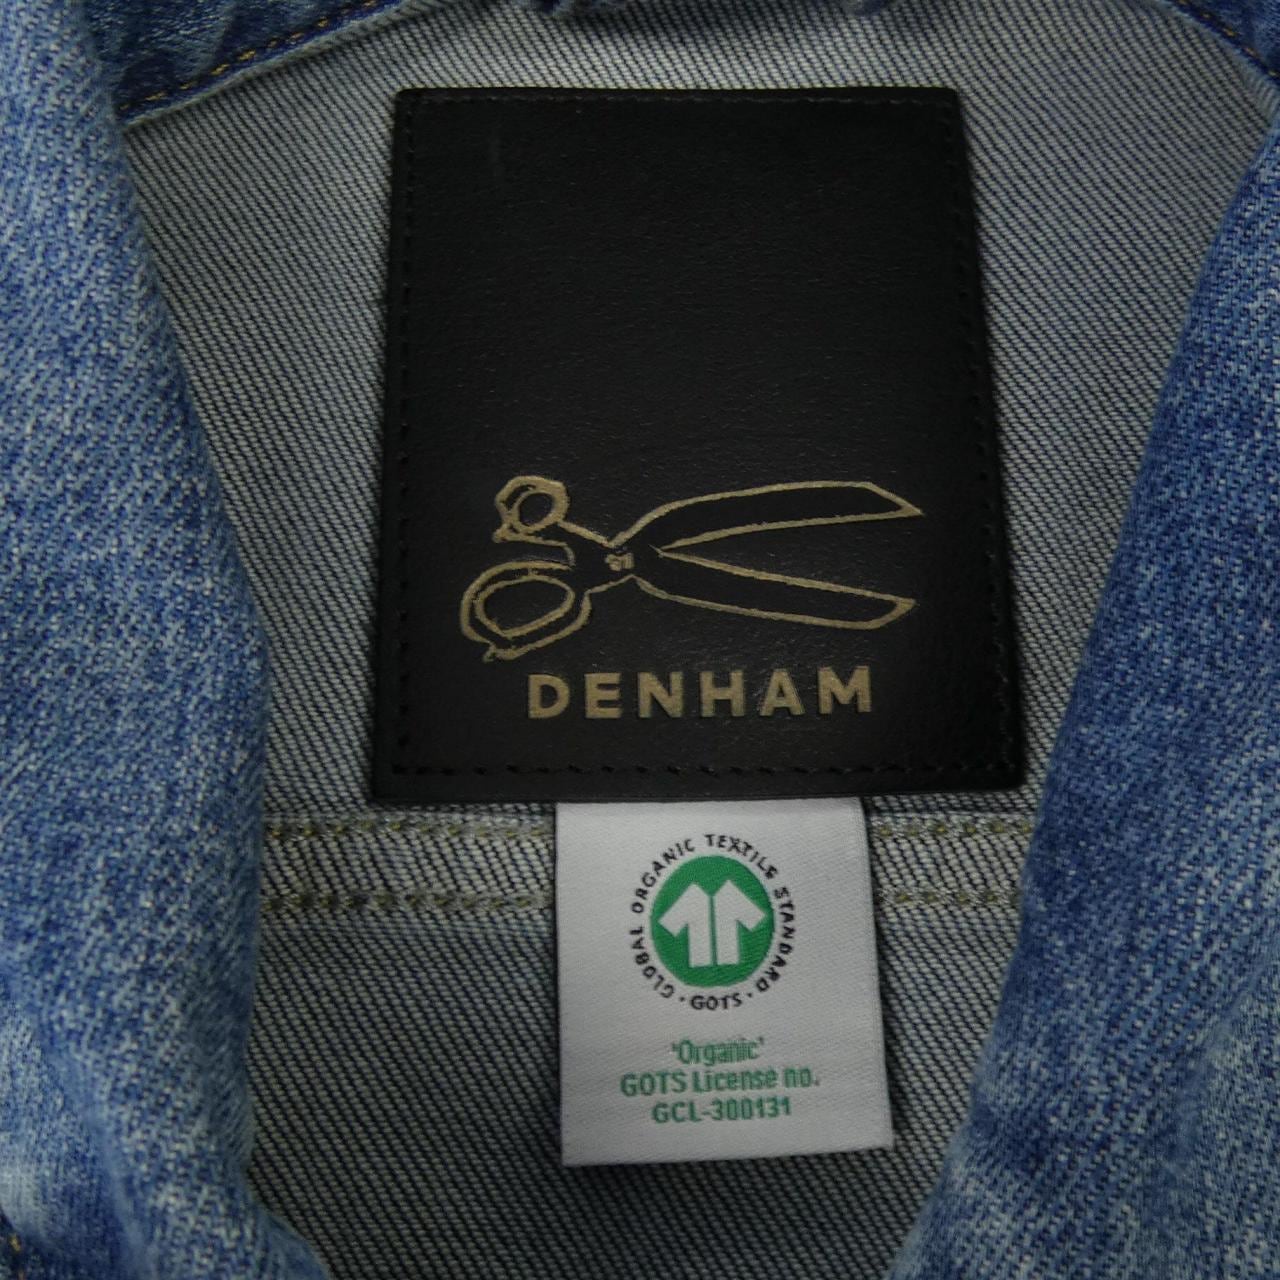 DENHAM
GLOBAL ORGANIC TEXTILE STANDARD · GOTS ·
'Organic'
GOTS License no.
GCL-300131